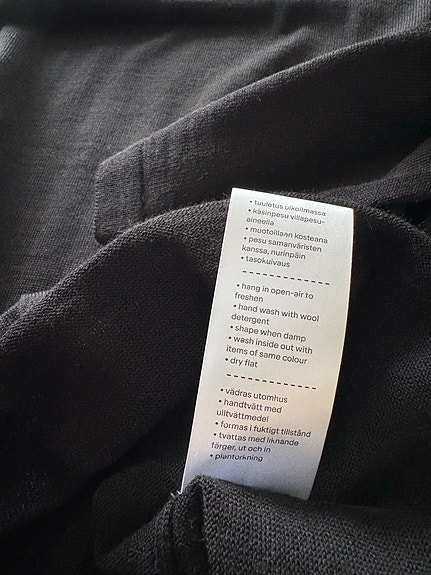 • tuuletus ulkoilmassa
• käsinpesu villapesu-
aineella
• muotoillaan kosteana
• pesu samanväristen
kanssa, nurinpäin
• tasokuivaus
• hang in open-air to
freshen
• hand wash with wool
detergent
• shape when damp
• wash inside out with
items of same colour
• dry flat
• vädras utomhus
• handtvätt med
ulltvättmedel
• formas i fuktigt tillstånd
• tvättas med liknande
färger, ut och in
• plantorkning